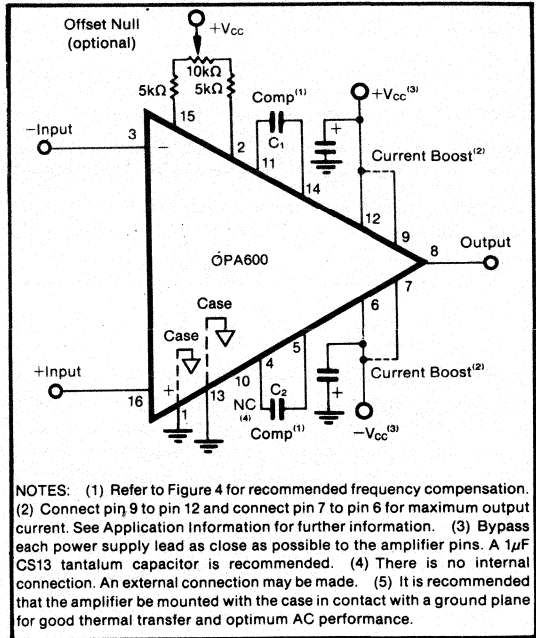 Offset Null
(optional)
+Vcc
10kΩ
5kΩ
5kΩ
Comp(1)
C1
+Vcc(3)
+
Current Boost(2)
−Input
3
−
15
2
11
14
12
9
8
Output
OPA600
7
6
Case
Case
5
4
+Input
16
+
1
13
10
NC
(4)
C2
Comp(1)
+
Current Boost(2)
−Vcc(3)
NOTES: (1) Refer to Figure 4 for recommended frequency compensation.
(2) Connect pin 9 to pin 12 and connect pin 7 to pin 6 for maximum output
current. See Application Information for further information. (3) Bypass
each power supply lead as close as possible to the amplifier pins. A 1μF
CS13 tantalum capacitor is recommended. (4) There is no internal
connection. An external connection may be made. (5) It is recommended
that the amplifier be mounted with the case in contact with a ground plane
for good thermal transfer and optimum AC performance.